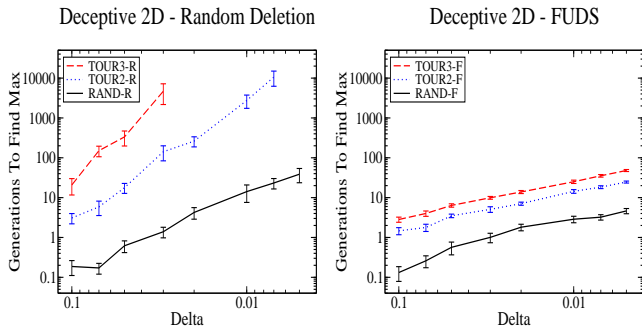 Deceptive 2D - Random Deletion
Generations To Find Max
10000
1000
100
10
1
0.1
TOUR3-R
TOUR2-R
RAND-R
0.1
0.01
Delta
Deceptive 2D - FUDS
Generations To Find Max
10000
1000
100
10
1
0.1
TOUR3-F
TOUR2-F
RAND-F
0.1
0.01
Delta